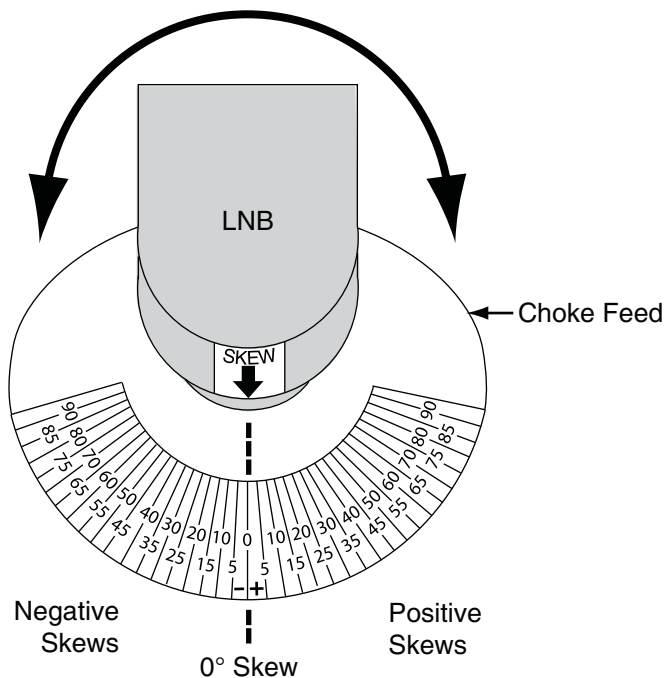 LNB
Choke Feed
SKEW
90 80 70 60 50 40 30 20 10 0 10 20 30 40 50 60 70 80 90
85 75 65 55 45 35 25 15 5 5 15 25 35 45 55 65 75 85
− +
Negative
Skews
Positive
Skews
0° Skew